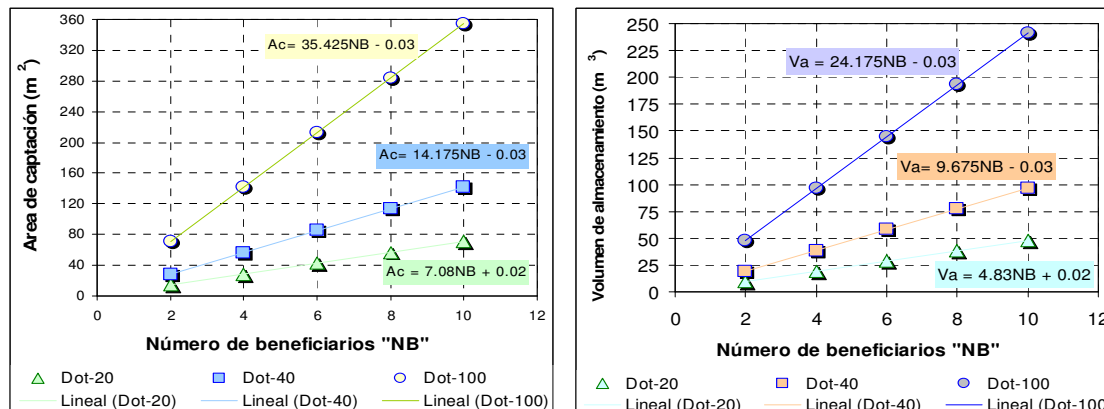 360
320
280
240
200
160
120
80
40
0
Area de captación (m²)
Ac= 35.425NB - 0.03
Ac= 14.175NB - 0.03
Ac = 7.08NB + 0.02
0 2 4 6 8 10 12
Número de beneficiarios "NB"
Dot-20 Dot-40 Dot-100
Lineal (Dot-20) Lineal (Dot-40) Lineal (Dot-100)
250
225
200
175
150
125
100
75
50
25
0
Volumen de almacenamiento (m³)
Va = 24.175NB - 0.03
Va= 9.675NB - 0.03
Va = 4.83NB + 0.02
0 2 4 6 8 10 12
Número de beneficiarios "NB"
Dot-20 Dot-40 Dot-100
Lineal (Dot-20) Lineal (Dot-40) Lineal (Dot-100